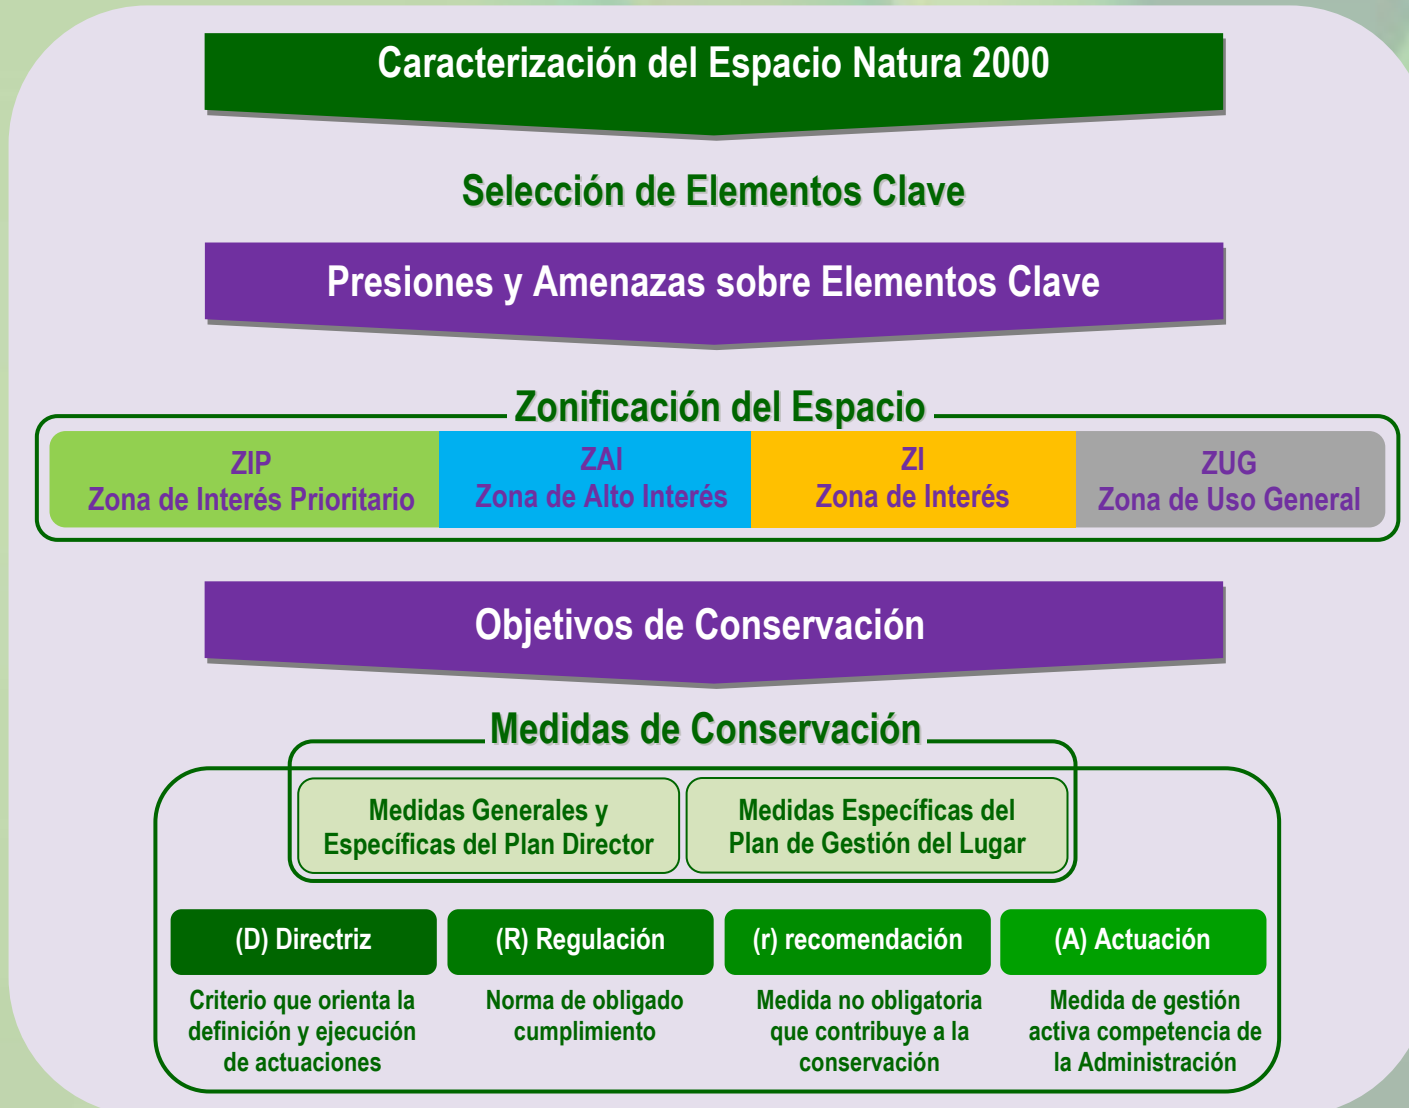 Caracterización del Espacio Natura 2000
Selección de Elementos Clave
Presiones y Amenazas sobre Elementos Clave
Zonificación del Espacio
ZIP
Zona de Interés Prioritario
ZAI
Zona de Alto Interés
ZI
Zona de Interés
ZUG
Zona de Uso General
Objetivos de Conservación
Medidas de Conservación
Medidas Generales y
Específicas del Plan Director
Medidas Específicas del
Plan de Gestión del Lugar
(D) Directriz
Criterio que orienta la
definición y ejecución
de actuaciones
(R) Regulación
Norma de obligado
cumplimiento
(r) recomendación
Medida no obligatoria
que contribuye a la
conservación
(A) Actuación
Medida de gestión
activa competencia de
la Administración